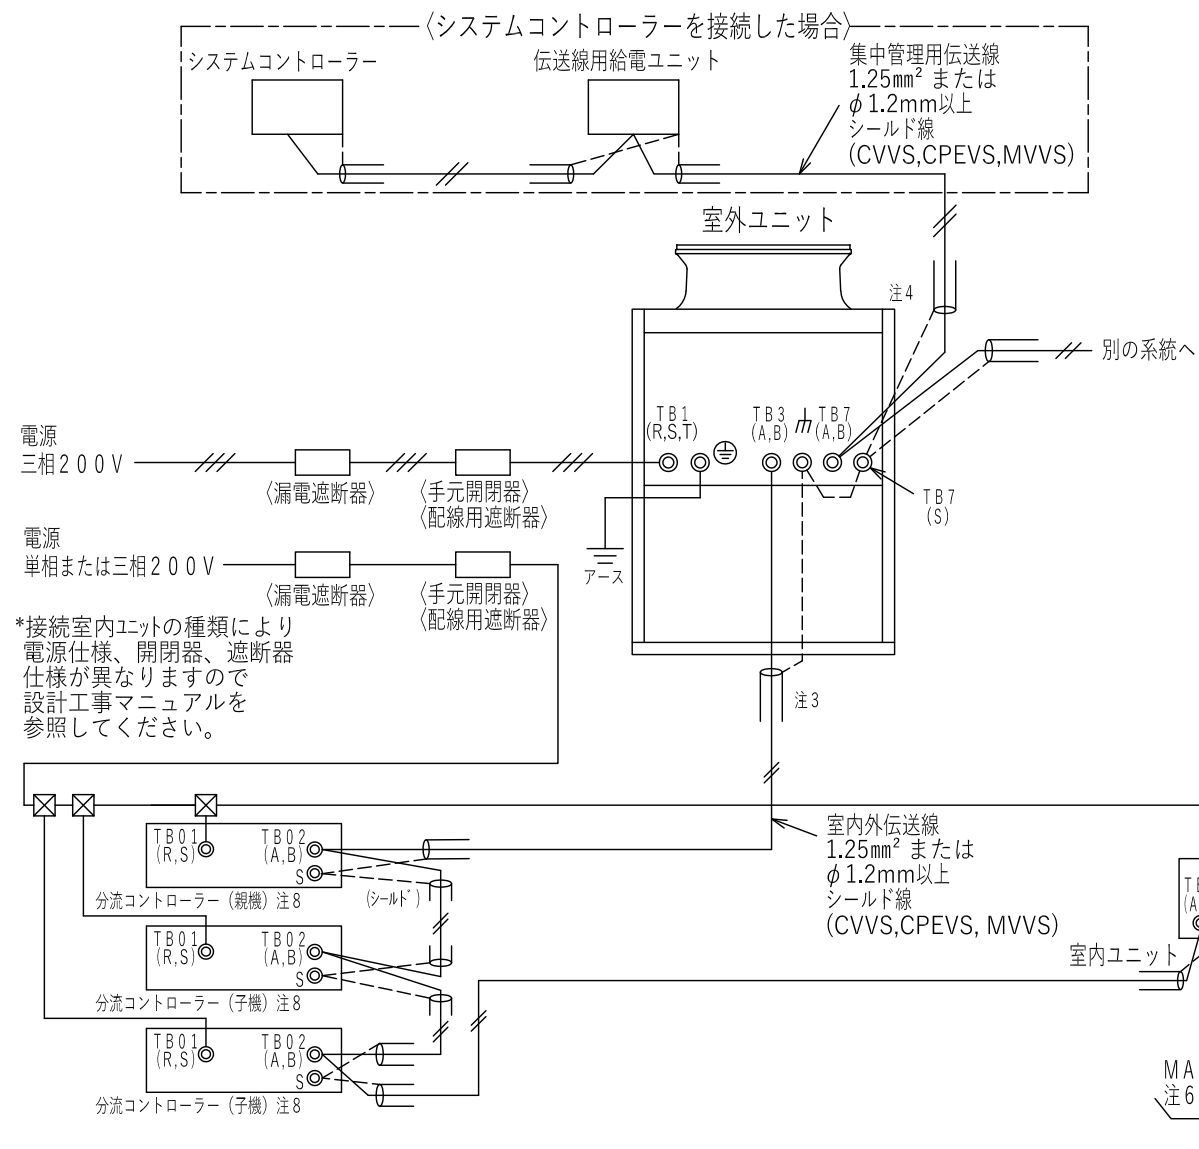 〈システムコントローラーを接続した場合〉
システムコントローラー
伝送線用給電ユニット
集中管理用伝送線
1.25mm² または
φ1.2mm以上
シールド線
(CVVS,CPEVS,MVVS)
室外ユニット
注4
別の系統へ
TB1
(R,S,T)
TB3
(A,B)
TB7
(A,B)
TB7
(S)
電源
三相200V
〈漏電遮断器〉
〈手元開閉器〉
〈配線用遮断器〉
アース
電源
単相または三相200V
〈漏電遮断器〉
〈手元開閉器〉
〈配線用遮断器〉
*接続室内ユニットの種類により
電源仕様、開閉器、遮断器
仕様が異なりますので
設計工事マニュアルを
参照してください。
注3
室内外伝送線
1.25mm² または
φ1.2mm以上
シールド線
(CVVS,CPEVS, MVVS)
TB01
(R,S)
TB02
(A,B)
S
分流コントローラー (親機) 注8
(シールド)
TB01
(R,S)
TB02
(A,B)
S
分流コントローラー (子機) 注8
TB01
(R,S)
TB02
(A,B)
S
分流コントローラー (子機) 注8
室内ユニット
MA
注6